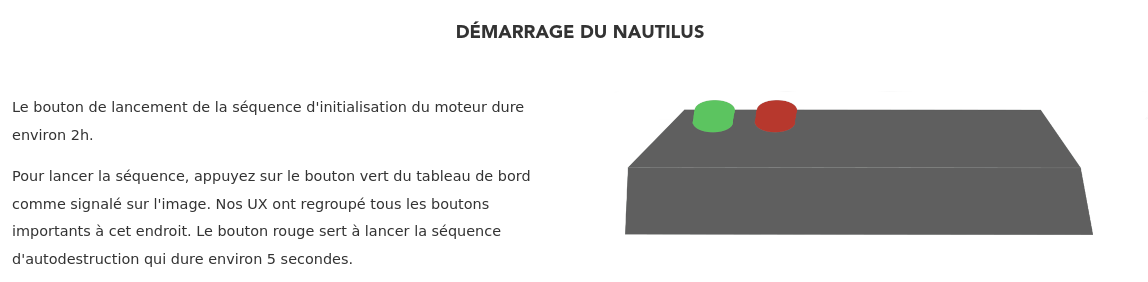 DÉMARRAGE DU NAUTILUS
Le bouton de lancement de la séquence d'initialisation du moteur dure
environ 2h.
Pour lancer la séquence, appuyez sur le bouton vert du tableau de bord
comme signalé sur l'image. Nos UX ont regroupé tous les boutons
importants à cet endroit. Le bouton rouge sert à lancer la séquence
d'autodestruction qui dure environ 5 secondes.